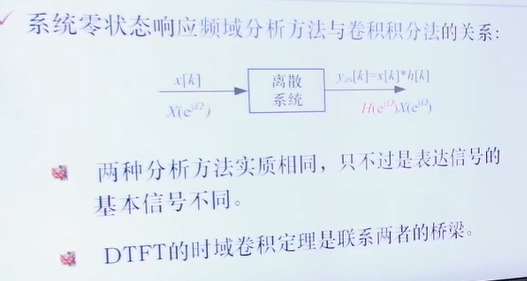 系统零状态响应频域分析方法与卷积积分法的关系:
x[k]
X(e^{jΩ})
离散
系统
y_{zs}[k]=x[k]*h[k]
H(e^{jΩ})X(e^{jΩ})
两种分析方法实质相同，只不过是表达信号的
基本信号不同。
DTFT的时域卷积定理是联系两者的桥梁。